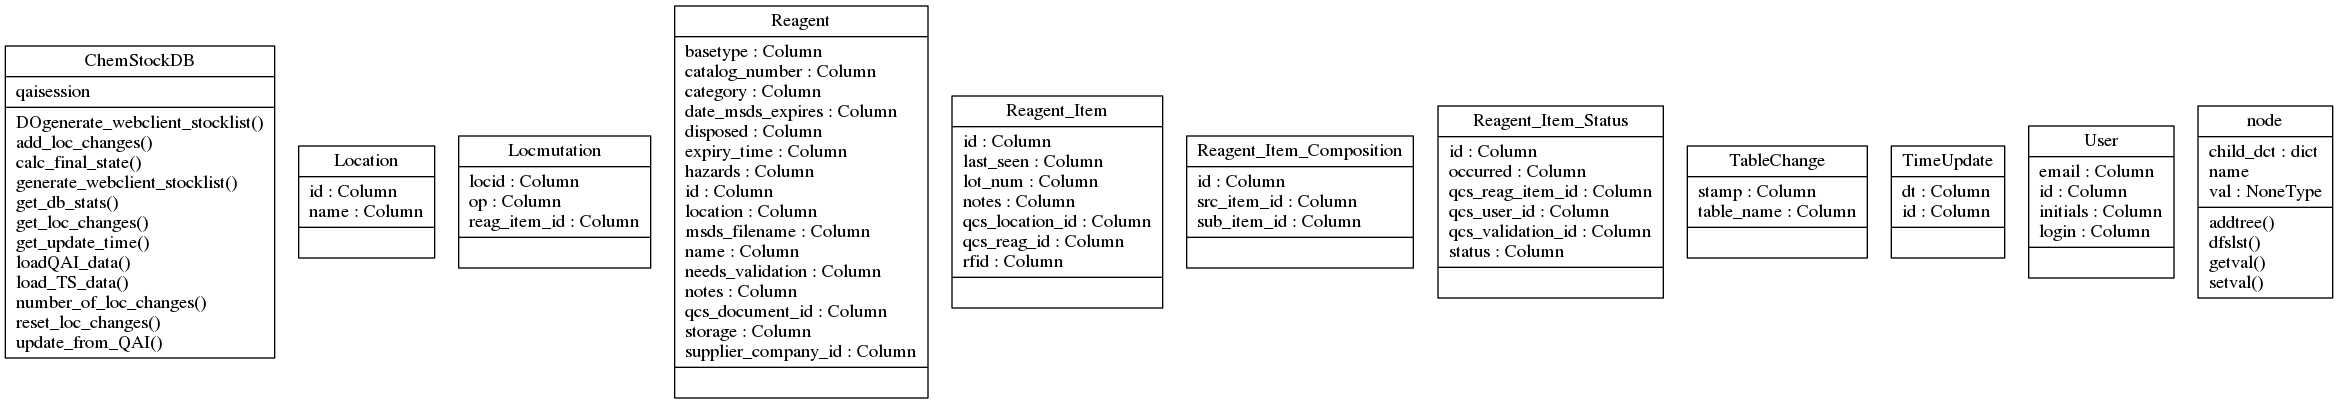 ChemStockDB
qaisession
DOgenerate_webclient_stocklist()
add_loc_changes()
calc_final_state()
generate_webclient_stocklist()
get_db_stats()
get_loc_changes()
get_update_time()
loadQAI_data()
load_TS_data()
number_of_loc_changes()
reset_loc_changes()
update_from_QAI()
Location
id : Column
name : Column
Locmutation
locid : Column
op : Column
reag_item_id : Column
Reagent
basetype : Column
catalog_number : Column
category : Column
date_msds_expires : Column
disposed : Column
expiry_time : Column
hazards : Column
id : Column
location : Column
msds_filename : Column
name : Column
needs_validation : Column
notes : Column
qcs_document_id : Column
storage : Column
supplier_company_id : Column
Reagent_Item
id : Column
last_seen : Column
lot_num : Column
notes : Column
qcs_location_id : Column
qcs_reag_id : Column
rfid : Column
Reagent_Item_Composition
id : Column
src_item_id : Column
sub_item_id : Column
Reagent_Item_Status
id : Column
occurred : Column
qcs_reag_item_id : Column
qcs_user_id : Column
qcs_validation_id : Column
status : Column
TableChange
stamp : Column
table_name : Column
TimeUpdate
dt : Column
id : Column
User
email : Column
id : Column
initials : Column
login : Column
node
child_dct : dict
name
val : NoneType
addtree()
dfslst()
getval()
setval()